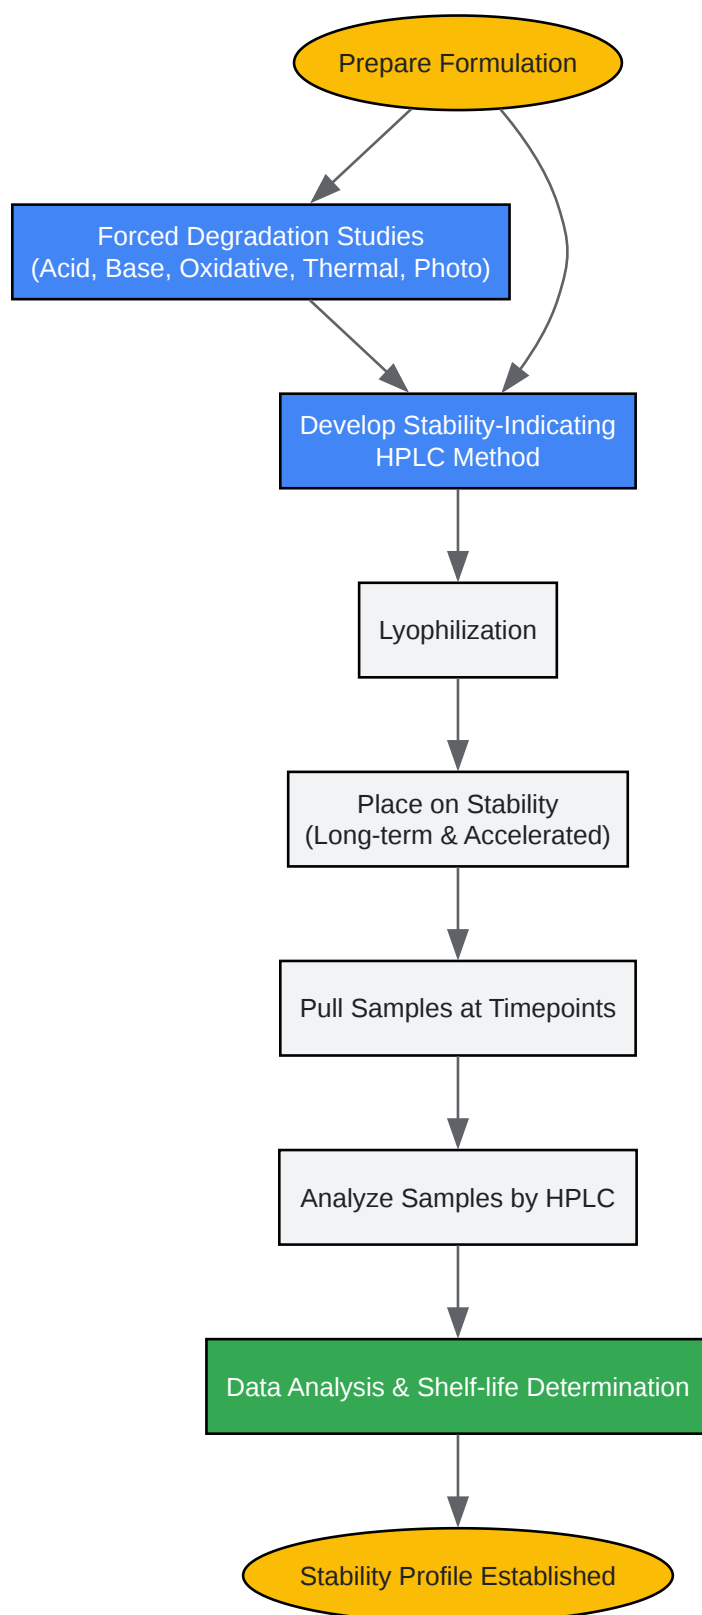 Prepare Formulation
Forced Degradation Studies
(Acid, Base, Oxidative, Thermal, Photo)
Develop Stability-Indicating
HPLC Method
Lyophilization
Place on Stability
(Long-term & Accelerated)
Pull Samples at Timepoints
Analyze Samples by HPLC
Data Analysis & Shelf-life Determination
Stability Profile Established